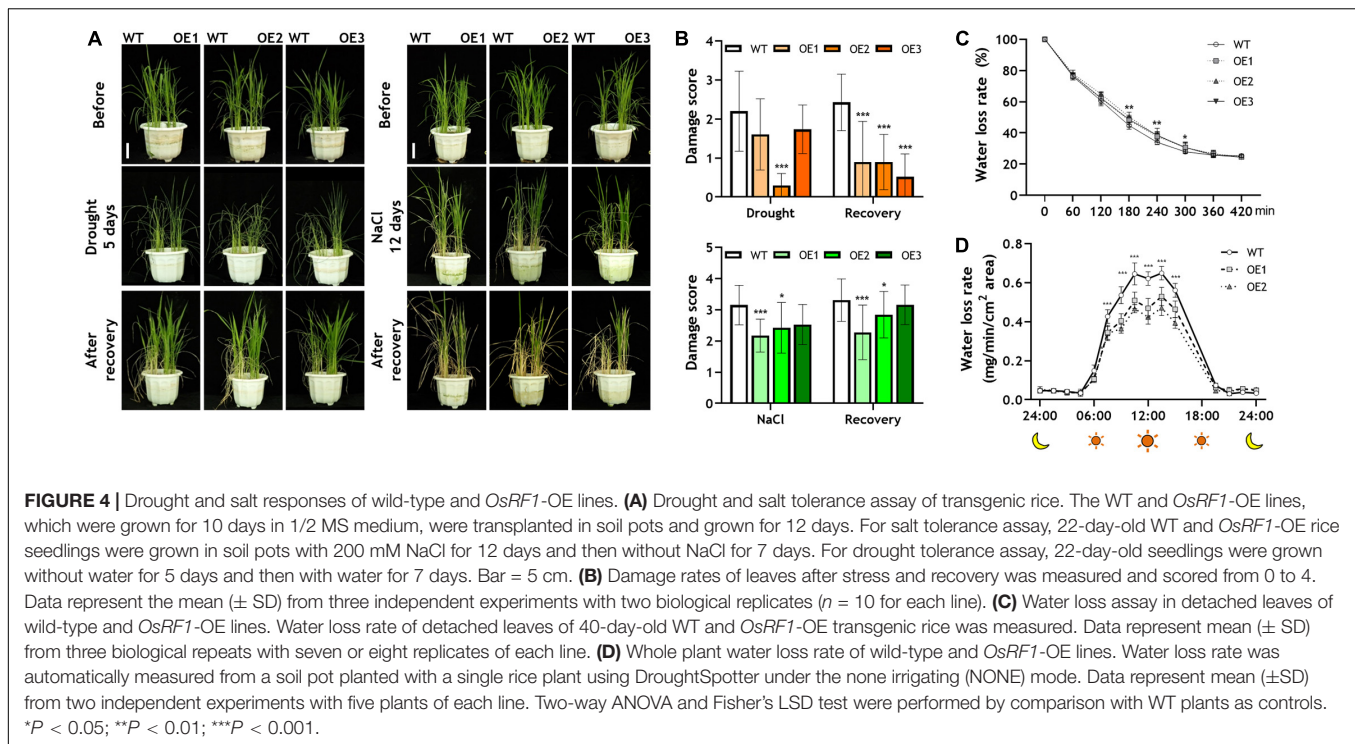 A
WT OE1 WT OE2 WT OE3
WT OE1 WT OE2 WT OE3
Before
Drought
5 days
After
recovery
Before
NaCl
12 days
After
recovery
B
WT OE1 OE2 OE3
Damage score
4
3
2
1
0
***
***
***
***
Drought Recovery
WT OE1 OE2 OE3
Damage score
5
4
3
2
1
0
***
*
***
*
NaCl Recovery
C
WT
OE1
OE2
OE3
Water loss rate
(%)
100
80
60
40
20
0
**
**
*
0 60 120 180 240 300 360 420 min
D
WT
OE1
OE2
Water loss rate
(mg/min/cm² area)
0.8
0.6
0.4
0.2
0.0
*** *** *** *** *** ***
24:00 06:00 12:00 18:00 24:00
FIGURE 4 | Drought and salt responses of wild-type and OsRF1-OE lines. (A) Drought and salt tolerance assay of transgenic rice. The WT and OsRF1-OE lines,
which were grown for 10 days in 1/2 MS medium, were transplanted in soil pots and grown for 12 days. For salt tolerance assay, 22-day-old WT and OsRF1-OE rice
seedlings were grown in soil pots with 200 mM NaCl for 12 days and then without NaCl for 7 days. For drought tolerance assay, 22-day-old seedlings were grown
without water for 5 days and then with water for 7 days. Bar = 5 cm. (B) Damage rates of leaves after stress and recovery was measured and scored from 0 to 4.
Data represent the mean (± SD) from three independent experiments with two biological replicates (n = 10 for each line). (C) Water loss assay in detached leaves of
wild-type and OsRF1-OE lines. Water loss rate of detached leaves of 40-day-old WT and OsRF1-OE transgenic rice was measured. Data represent mean (± SD)
from three biological repeats with seven or eight replicates of each line. (D) Whole plant water loss rate of wild-type and OsRF1-OE lines. Water loss rate was
automatically measured from a soil pot planted with a single rice plant using DroughtSpotter under the none irrigating (NONE) mode. Data represent mean (±SD)
from two independent experiments with five plants of each line. Two-way ANOVA and Fisher's LSD test were performed by comparison with WT plants as controls.
*P < 0.05; **P < 0.01; ***P < 0.001.